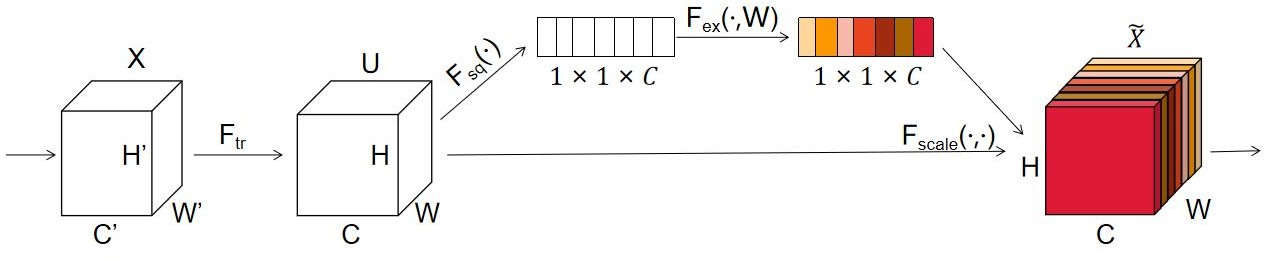 X
H'
C'
W'
F_tr
U
H
C
W
F_sq(·)
1 × 1 × C
F_ex(·,W)
1 × 1 × C
F_scale(·,·)
X̃
H
C
W